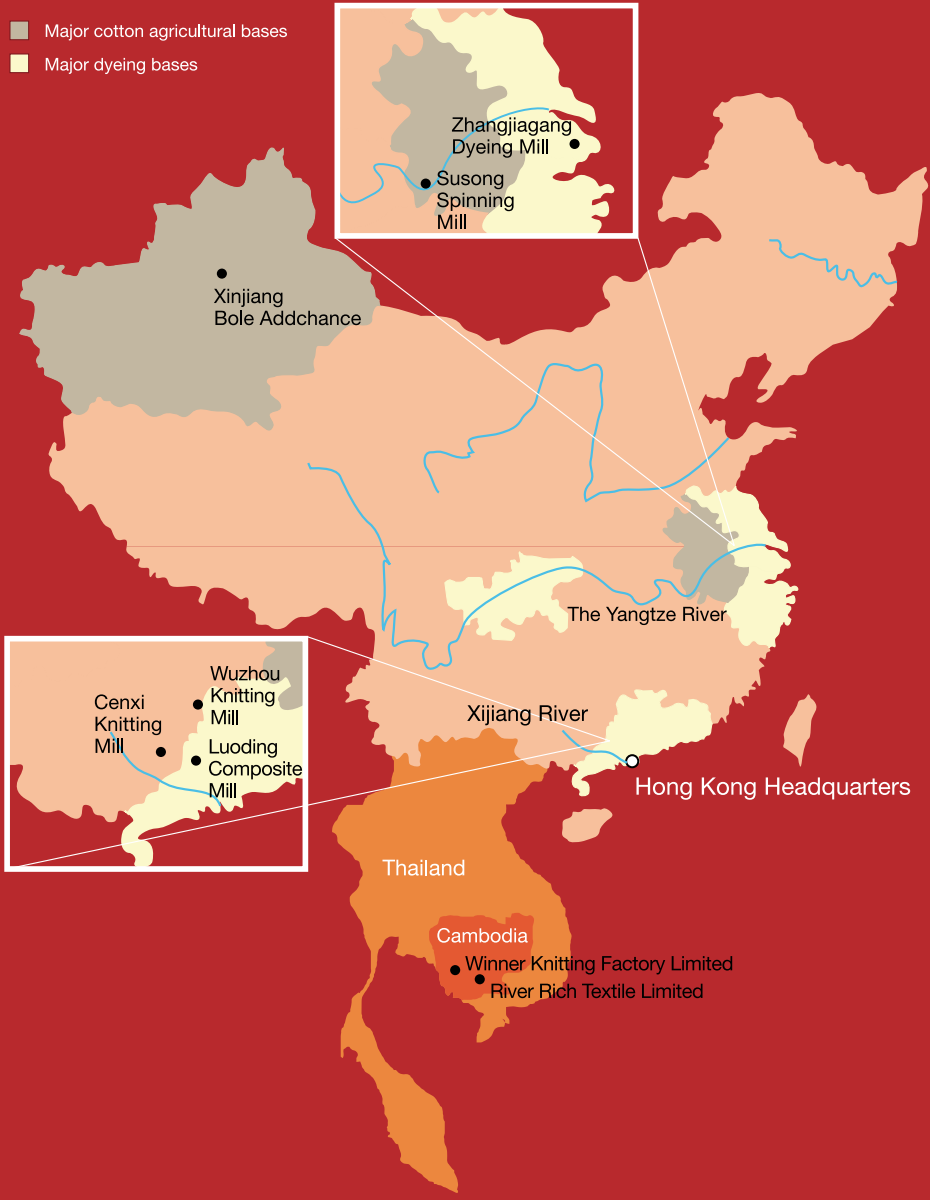 Major cotton agricultural bases
Major dyeing bases
Zhangjiagang
Dyeing Mill
Susong
Spinning
Mill
Xinjiang
Bole Addchance
The Yangtze River
Wuzhou
Knitting
Mill
Cenxi
Knitting
Mill
Luoding
Composite
Mill
Xijiang River
Hong Kong Headquarters
Thailand
Cambodia
Winner Knitting Factory Limited
River Rich Textile Limited